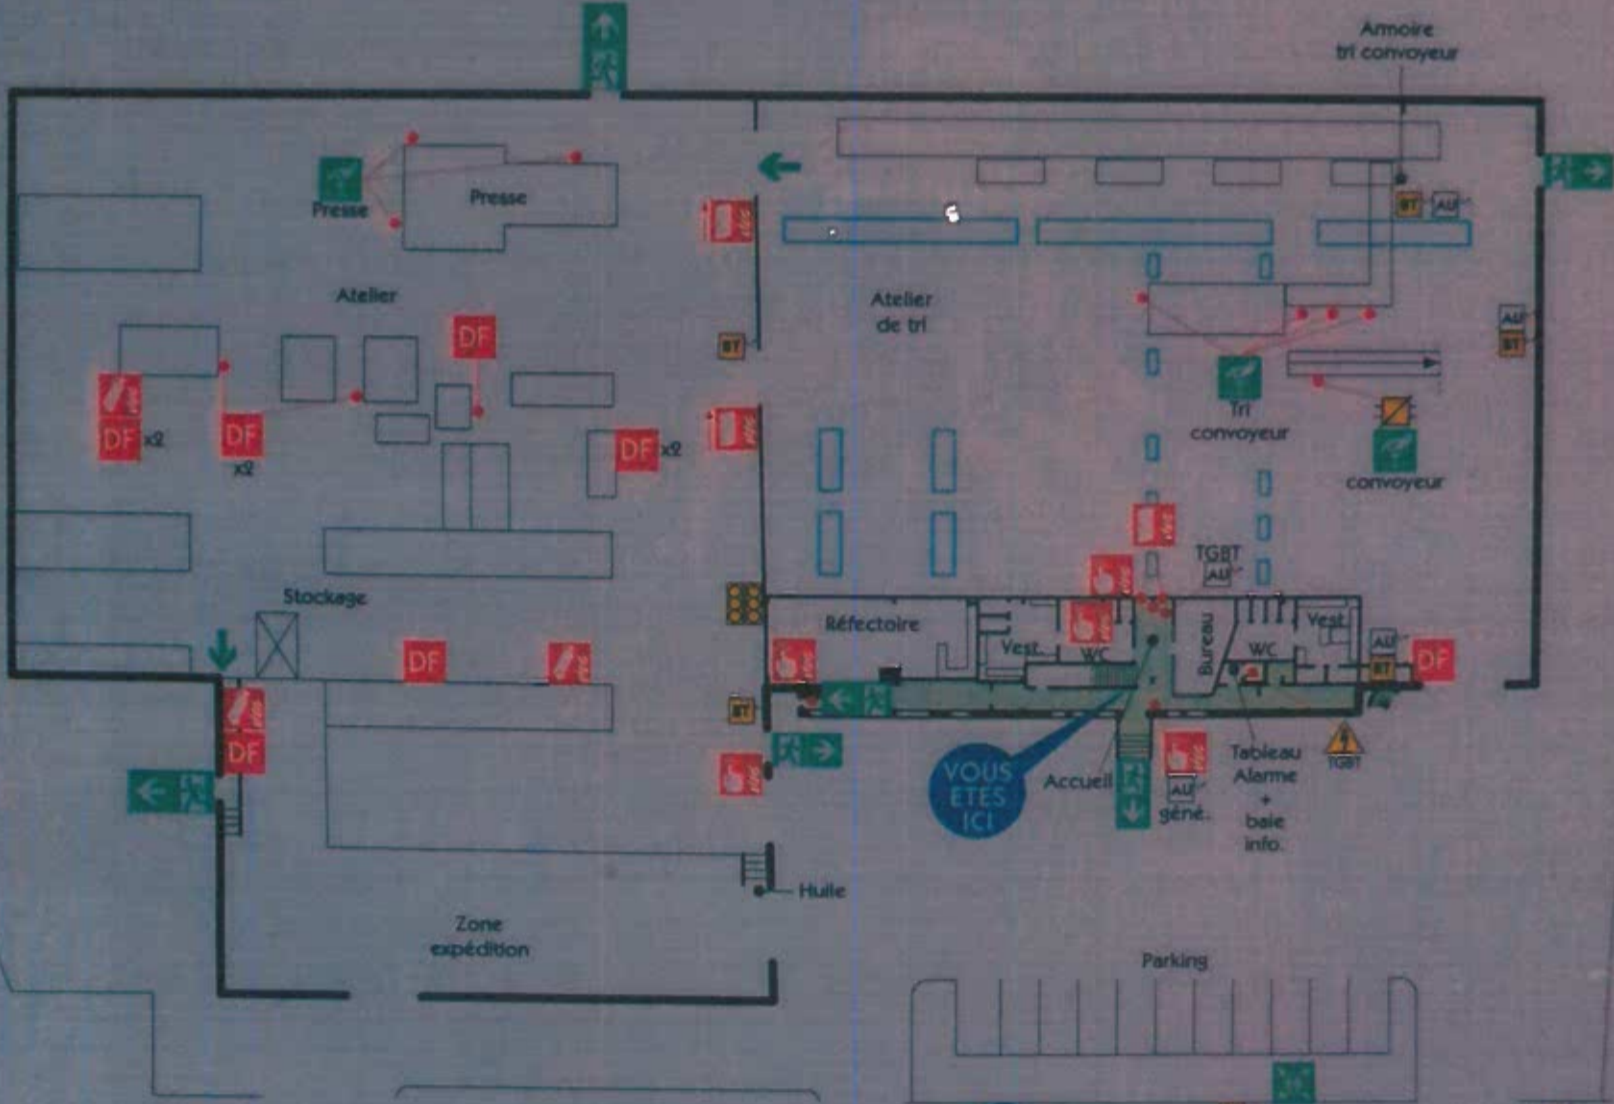 Armoire
tri convoyeur
Presse
Presse
BT
AU
Atelier
Atelier
de tri
DF
AU
BT
BT
DF x2
DF
x2
DF x2
Tri
convoyeur
convoyeur
TGBT
AU
Stockage
Réfectoire
Vest.
WC
Bureau
WC
Vest.
AU
BT
DF
DF
BT
DF
VOUS
ETES
ICI
Accueil
AU
géné.
Tableau
Alarme
+
baie
info.
TGBT
Huile
Zone
expédition
Parking